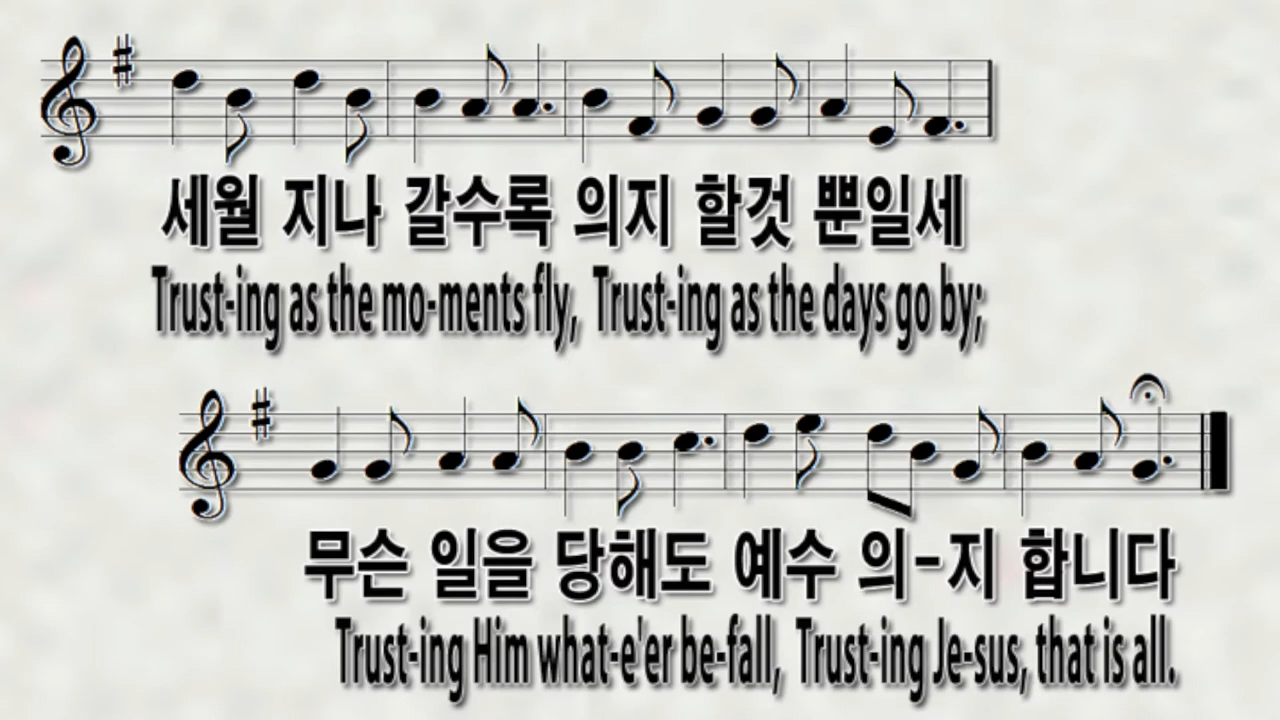 세월 지나 갈수록 의지 할것 뿐일세
Trust-ing as the mo-ments fly, Trust-ing as the days go by;
무슨 일을 당해도 예수 의-지 합니다
Trust-ing Him what-e'er be-fall, Trust-ing Je-sus, that is all.